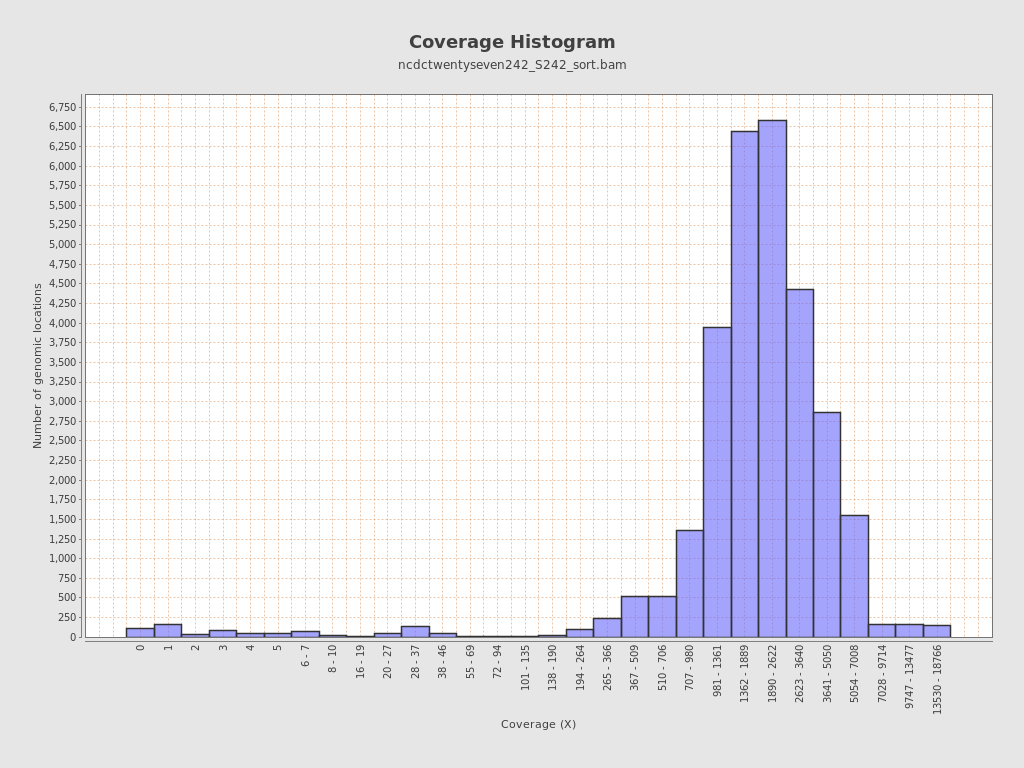 Coverage Histogram
ncdctwentyseven242_S242_sort.bam
Number of genomic locations
6,750
6,500
6,250
6,000
5,750
5,500
5,250
5,000
4,750
4,500
4,250
4,000
3,750
3,500
3,250
3,000
2,750
2,500
2,250
2,000
1,750
1,500
1,250
1,000
750
500
250
0
0
1
2
3
4
5
6 - 7
8 - 10
16 - 19
20 - 27
28 - 37
38 - 46
55 - 69
72 - 94
101 - 135
138 - 190
194 - 264
265 - 366
367 - 509
510 - 706
707 - 980
981 - 1361
1362 - 1889
1890 - 2622
2623 - 3640
3641 - 5050
5054 - 7008
7028 - 9714
9747 - 13477
13530 - 18766
Coverage (X)